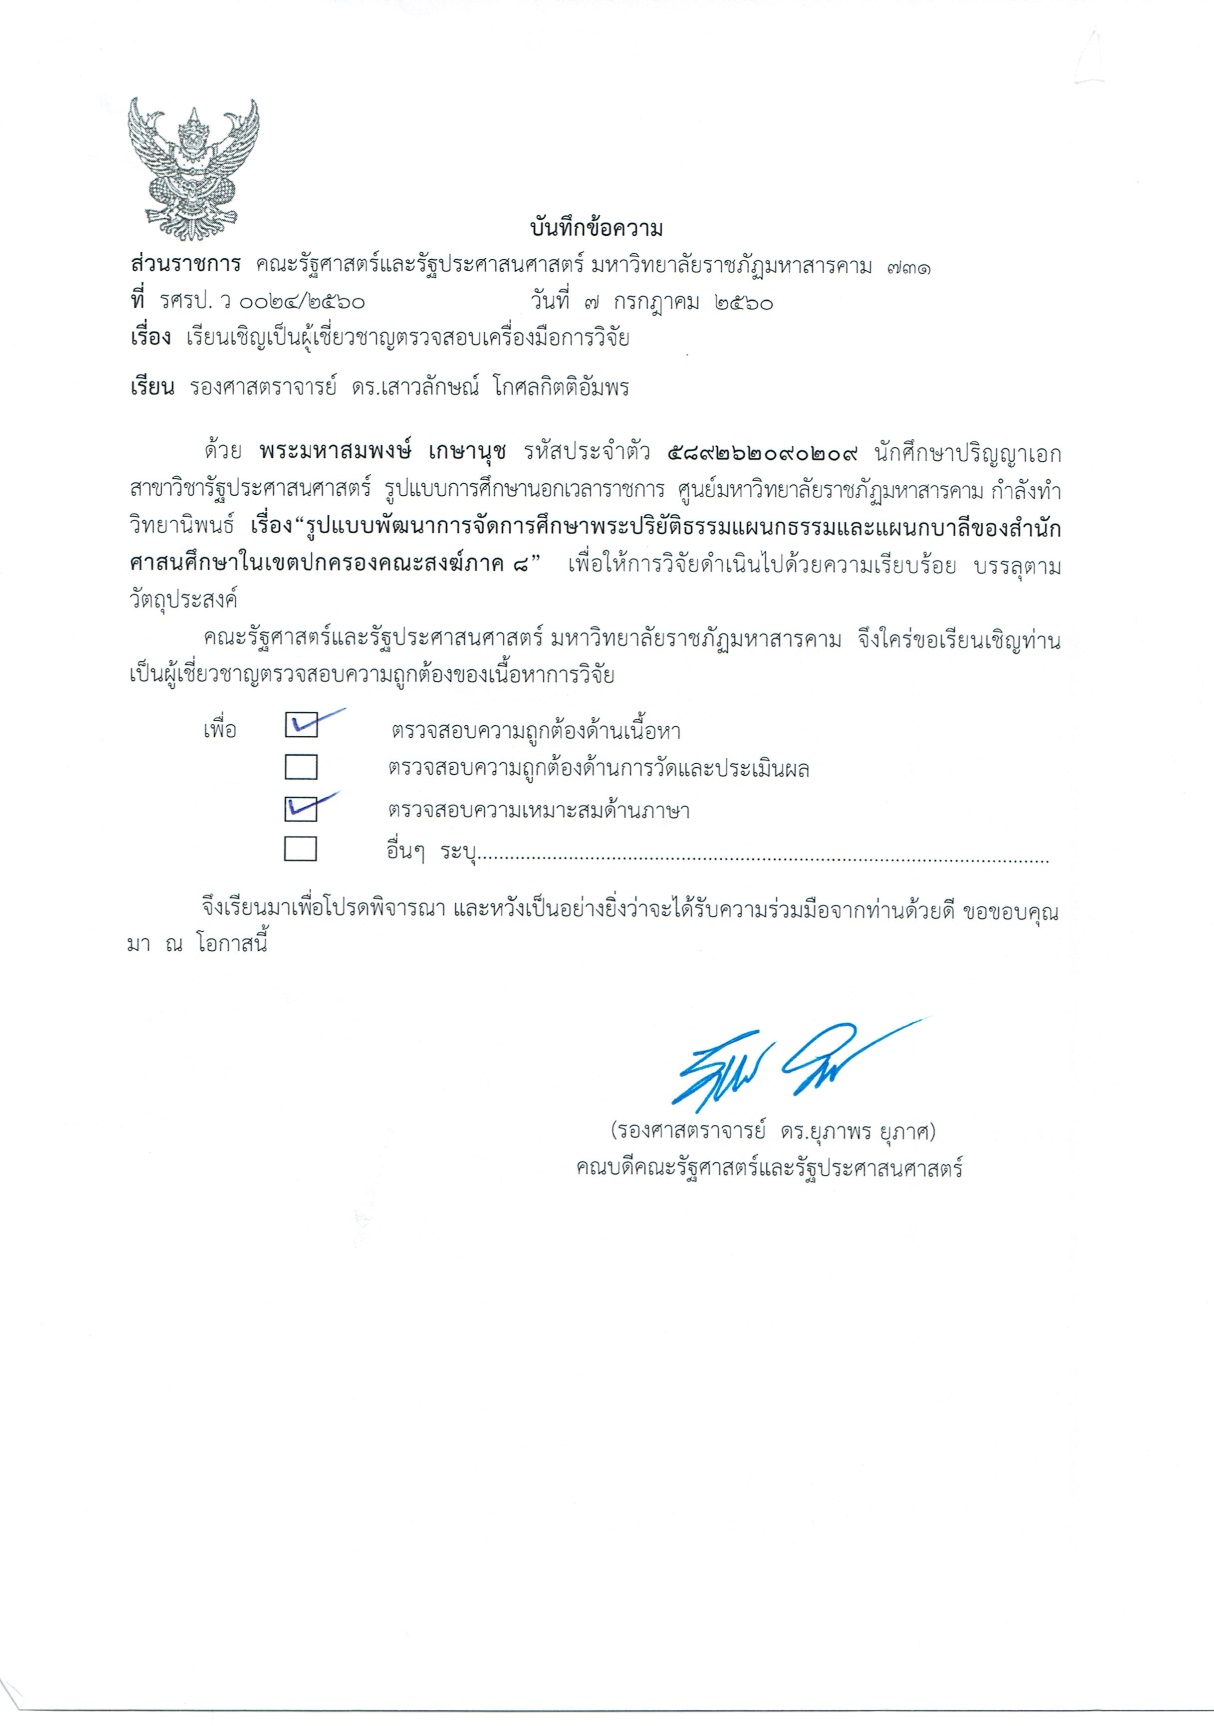 บันทึกข้อความ
ส่วนราชการ คณะรัฐศาสตร์และรัฐประศาสนศาสตร์ มหาวิทยาลัยราชภัฏมหาสารคาม ๗๓๑
ที่ รศรป. ว ๐๐๒๔/๒๕๖๐ วันที่ ๗ กรกฎาคม ๒๕๖๐
เรื่อง เรียนเชิญเป็นผู้เชี่ยวชาญตรวจสอบเครื่องมือการวิจัย
เรียน รองศาสตราจารย์ ดร.เสาวลักษณ์ โกศลกิตติอัมพร
ด้วย พระมหาสมพงษ์ เกษานุช รหัสประจำตัว ๕๘๙๒๖๒๐๙๐๒๐๙ นักศึกษาปริญญาเอก
สาขาวิชารัฐประศาสนศาสตร์ รูปแบบการศึกษานอกเวลาราชการ ศูนย์มหาวิทยาลัยราชภัฏมหาสารคาม กำลังทำ
วิทยานิพนธ์ เรื่อง“รูปแบบพัฒนาการจัดการศึกษาพระปริยัติธรรมแผนกธรรมและแผนกบาลีของสำนัก
ศาสนศึกษาในเขตปกครองคณะสงฆ์ภาค ๘” เพื่อให้การวิจัยดำเนินไปด้วยความเรียบร้อย บรรลุตาม
วัตถุประสงค์
คณะรัฐศาสตร์และรัฐประศาสนศาสตร์ มหาวิทยาลัยราชภัฏมหาสารคาม จึงใคร่ขอเรียนเชิญท่าน
เป็นผู้เชี่ยวชาญตรวจสอบความถูกต้องของเนื้อหาการวิจัย
เพื่อ ตรวจสอบความถูกต้องด้านเนื้อหา
ตรวจสอบความถูกต้องด้านการวัดและประเมินผล
ตรวจสอบความเหมาะสมด้านภาษา
อื่นๆ ระบุ..........................................................................................................
จึงเรียนมาเพื่อโปรดพิจารณา และหวังเป็นอย่างยิ่งว่าจะได้รับความร่วมมือจากท่านด้วยดี ขอขอบคุณ
มา ณ โอกาสนี้
(รองศาสตราจารย์ ดร.ยุภาพร ยุภาศ)
คณบดีคณะรัฐศาสตร์และรัฐประศาสนศาสตร์